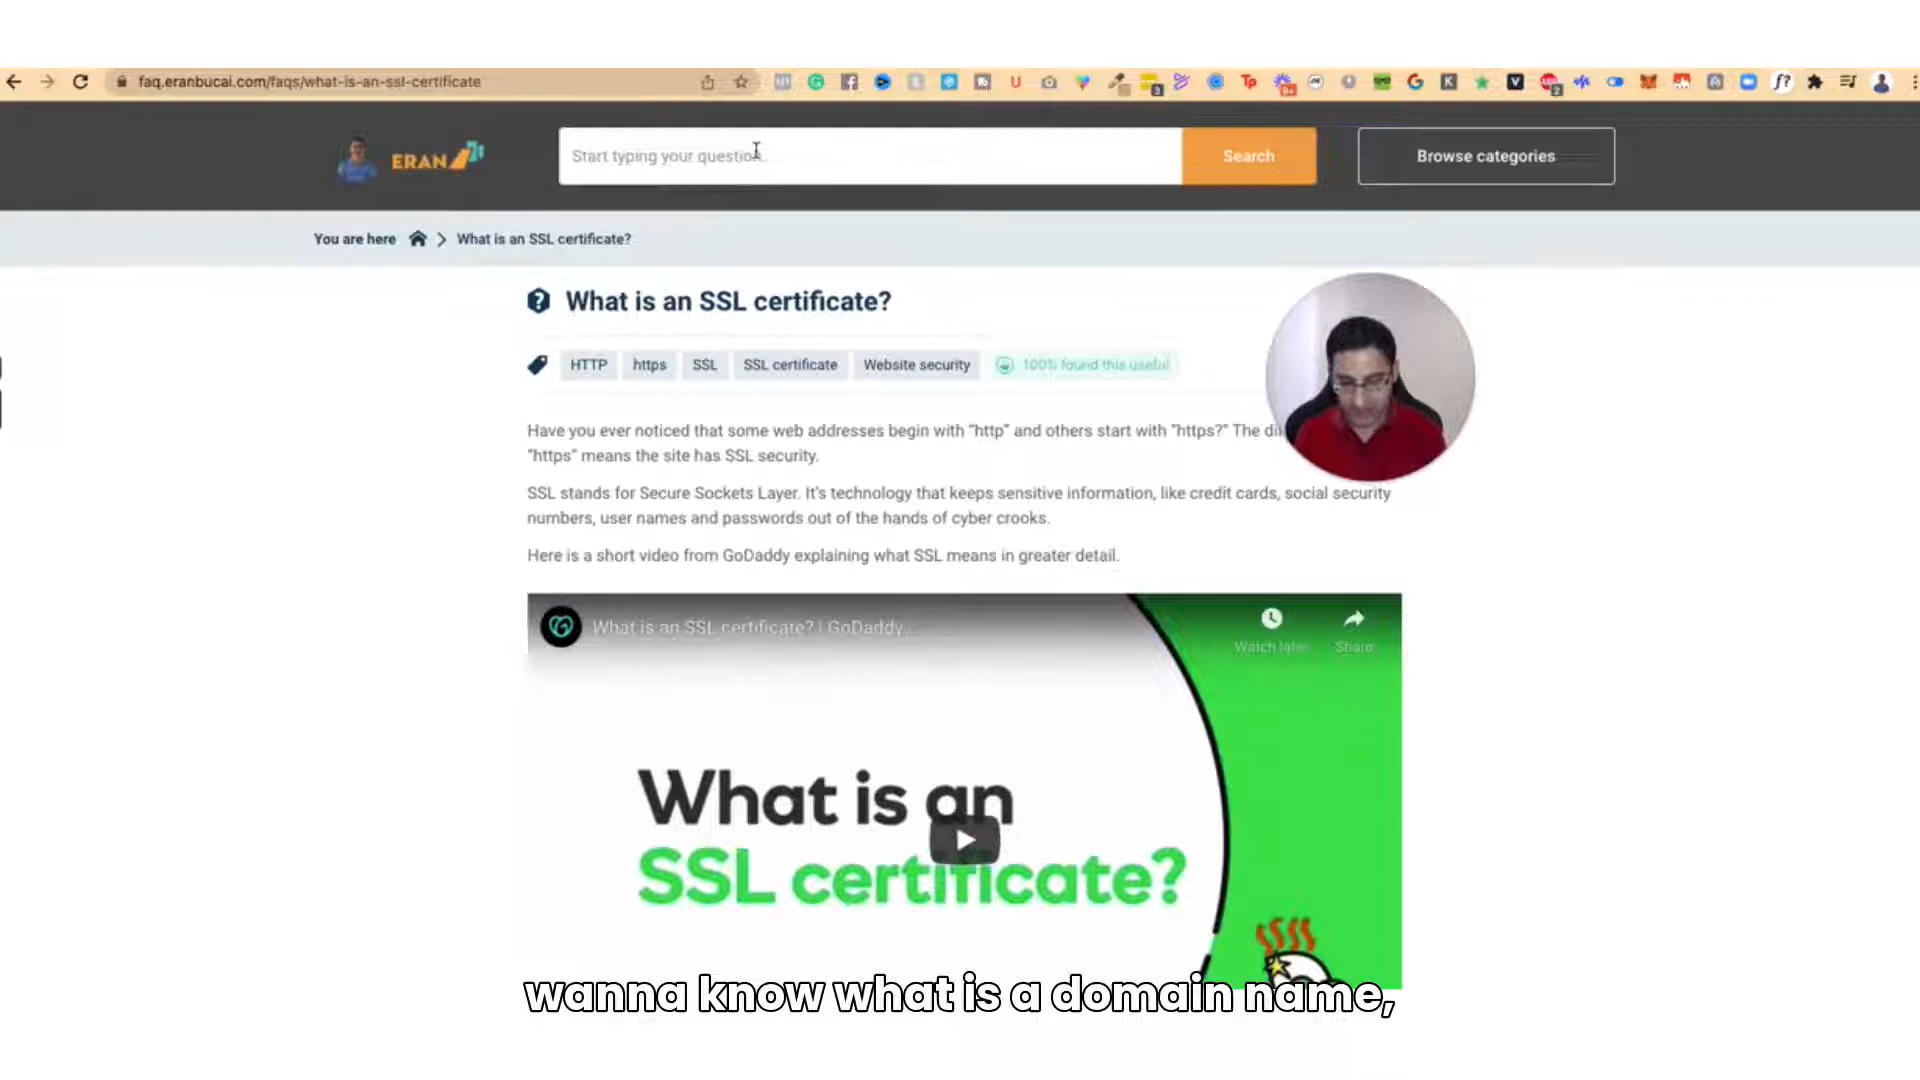 faq.eranbucai.com/faqs/what-is-an-ssl-certificate
ERAN
Start typing your question...
Search
Browse categories
You are here
What is an SSL certificate?
What is an SSL certificate?
HTTP
https
SSL
SSL certificate
Website security
100% found this useful
Have you ever noticed that some web addresses begin with "http" and others start with "https?" The
"https" means the site has SSL security.
SSL stands for Secure Sockets Layer. It's technology that keeps sensitive information, like credit cards, social security
numbers, user names and passwords out of the hands of cyber crooks.
Here is a short video from GoDaddy explaining what SSL means in greater detail.
What is an SSL certificate? | GoDaddy
Watch later
Share
What is an
SSL certificate?
wanna know what is a domain name,